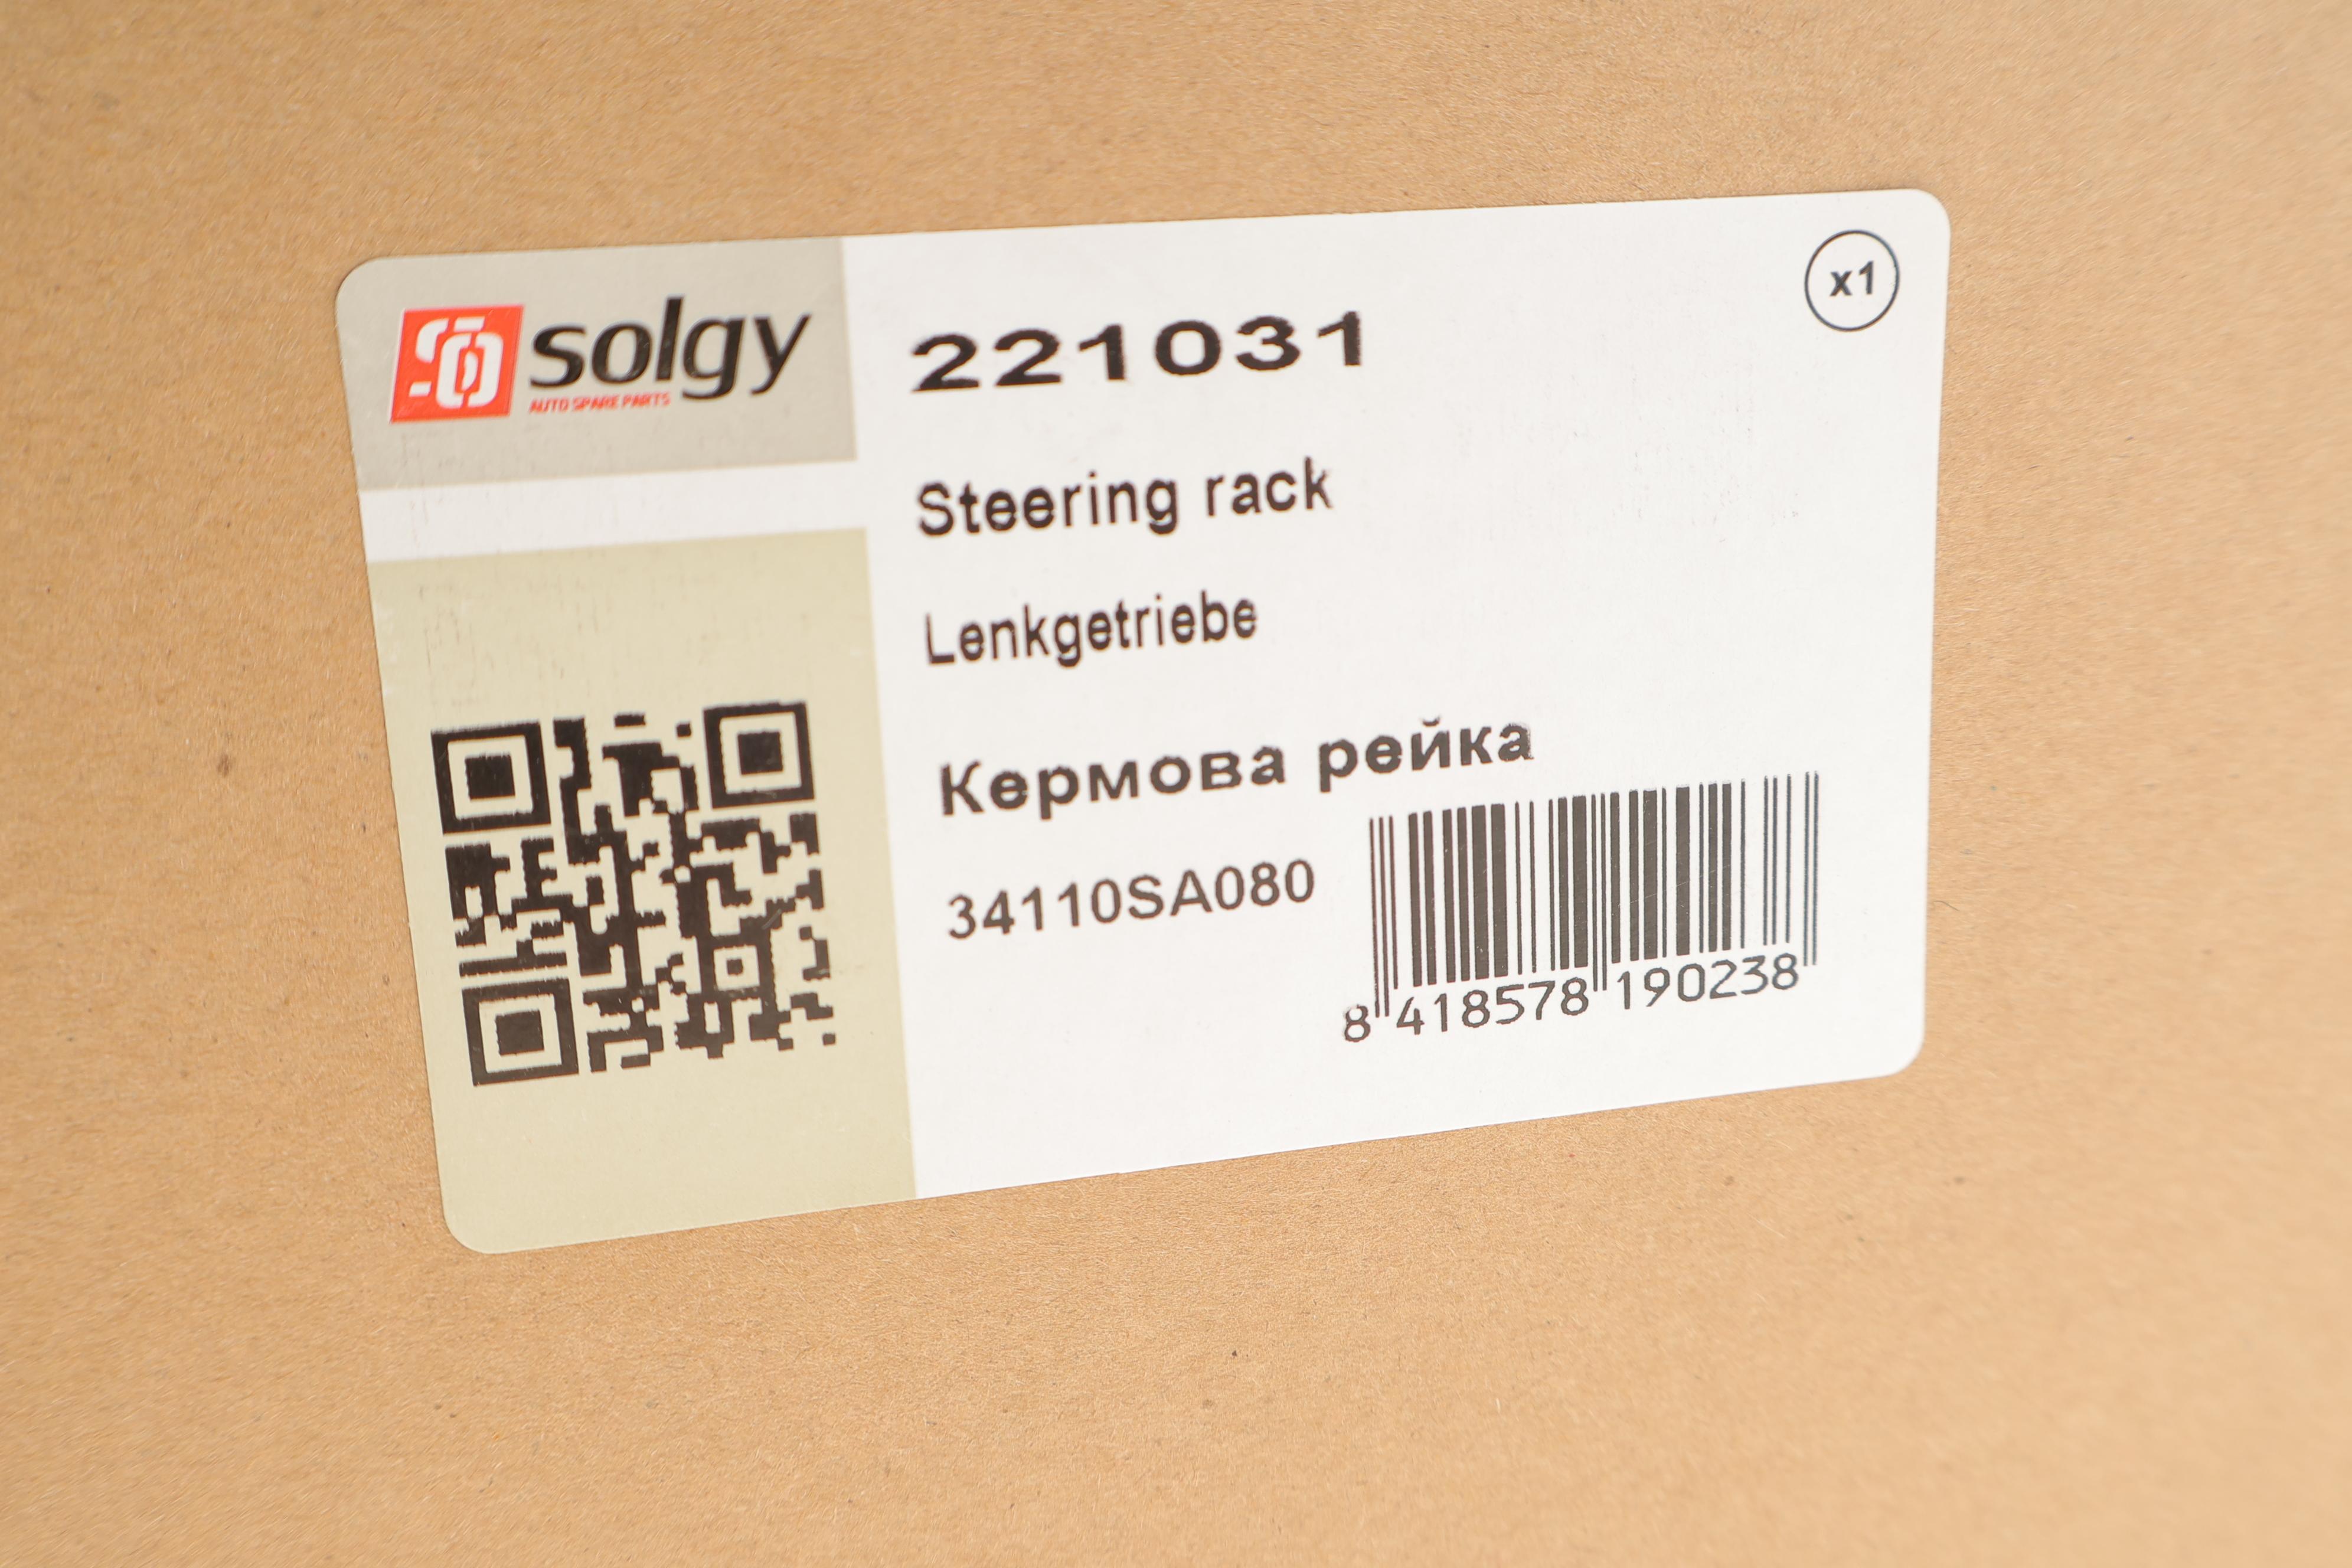 solgy
AUTO SPARE PARTS
221031
x1
Steering rack
Lenkgetriebe
Кермова рейка
34110SA080
8 418578 190238